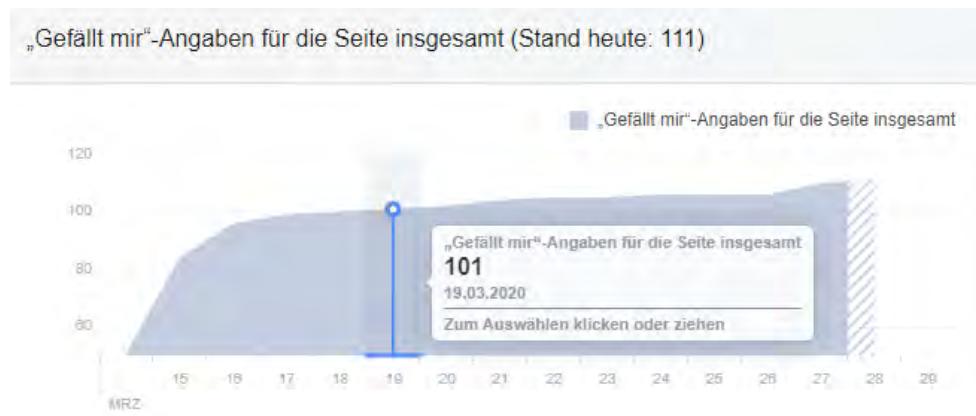 „Gefällt mir“-Angaben für die Seite insgesamt (Stand heute: 111)
„Gefällt mir“-Angaben für die Seite insgesamt
120
100
80
60
„Gefällt mir“-Angaben für die Seite insgesamt
101
19.03.2020
Zum Auswählen klicken oder ziehen
15 16 17 18 19 20 21 22 23 24 25 26 27 28 29
MRZ